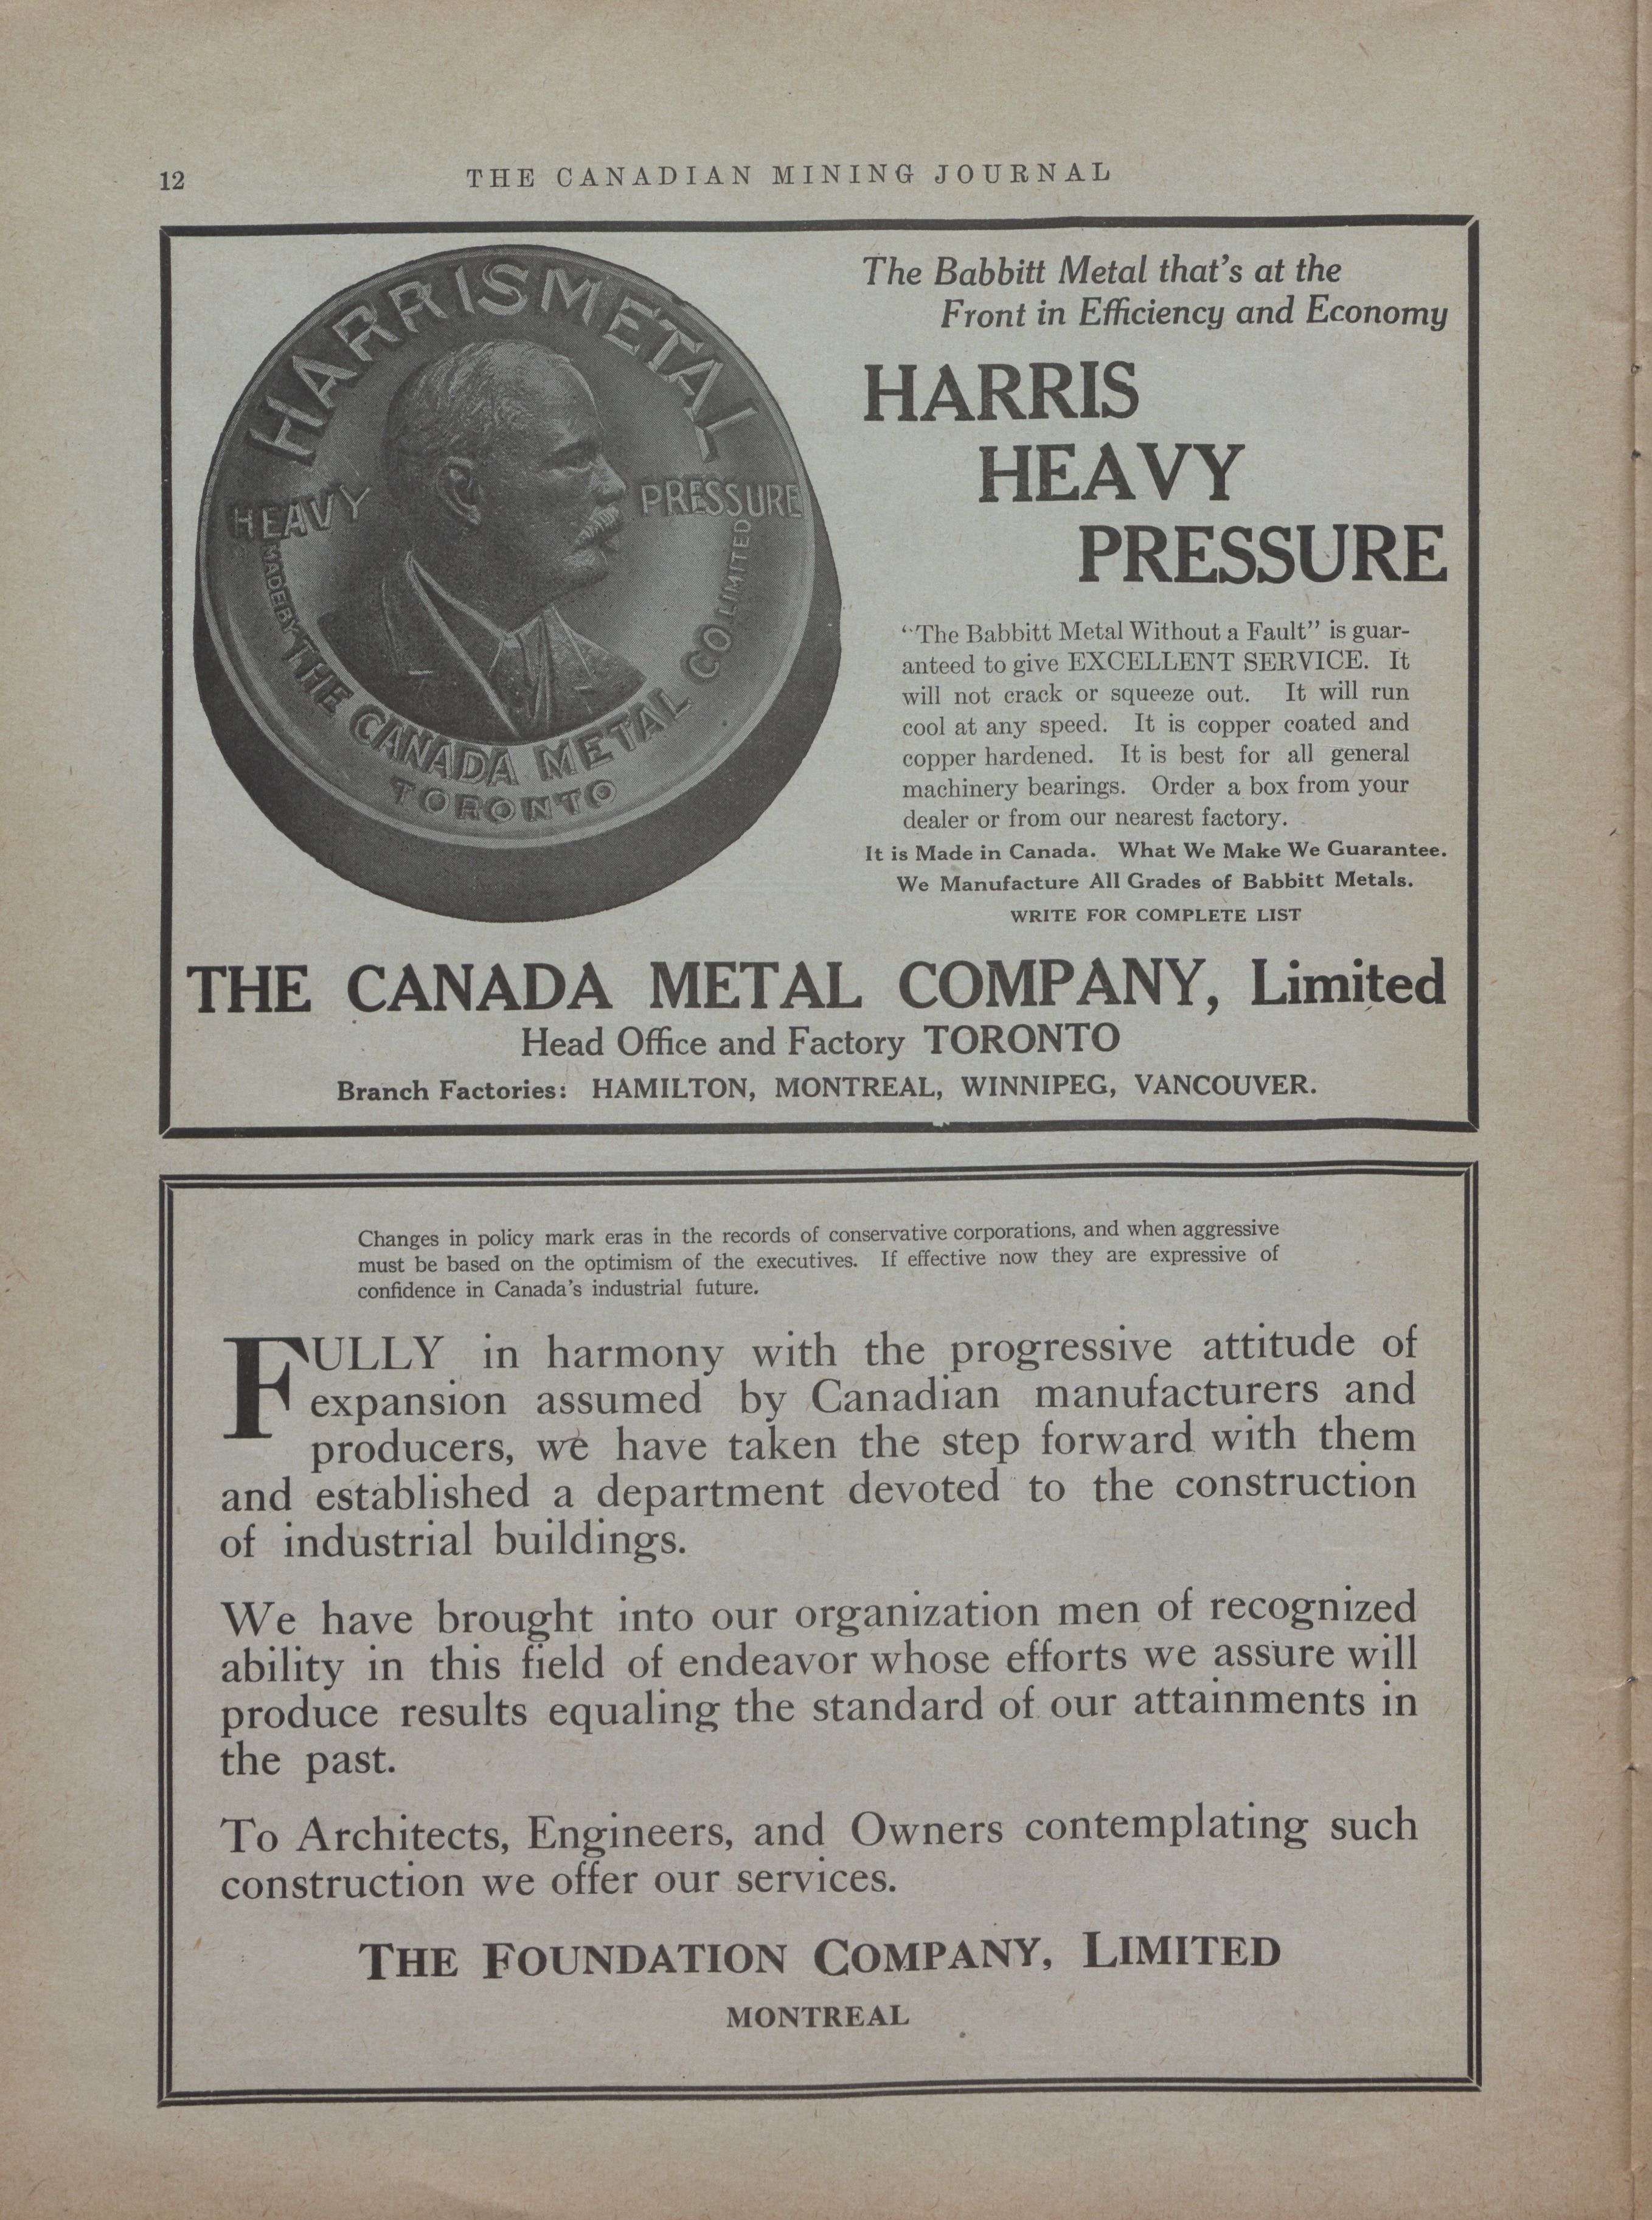 12
THE CANADIAN MINING JOURNAL
HARRIS METAL
HEAVY PRESSURE
MADE BY THE CANADA METAL CO LIMITED
TORONTO
The Babbitt Metal that's at the
Front in Efficiency and Economy
HARRIS
HEAVY
PRESSURE
"The Babbitt Metal Without a Fault" is guar-
anteed to give EXCELLENT SERVICE. It
will not crack or squeeze out. It will run
cool at any speed. It is copper coated and
copper hardened. It is best for all general
machinery bearings. Order a box from your
dealer or from our nearest factory.
It is Made in Canada. What We Make We Guarantee.
We Manufacture All Grades of Babbitt Metals.
WRITE FOR COMPLETE LIST
THE CANADA METAL COMPANY, Limited
Head Office and Factory TORONTO
Branch Factories: HAMILTON, MONTREAL, WINNIPEG, VANCOUVER.
Changes in policy mark eras in the records of conservative corporations, and when aggressive
must be based on the optimism of the executives. If effective now they are expressive of
confidence in Canada's industrial future.
FULLY in harmony with the progressive attitude of
expansion assumed by Canadian manufacturers and
producers, we have taken the step forward with them
and established a department devoted to the construction
of industrial buildings.
We have brought into our organization men of recognized
ability in this field of endeavor whose efforts we assure will
produce results equaling the standard of our attainments in
the past.
To Architects, Engineers, and Owners contemplating such
construction we offer our services.
THE FOUNDATION COMPANY, LIMITED
MONTREAL